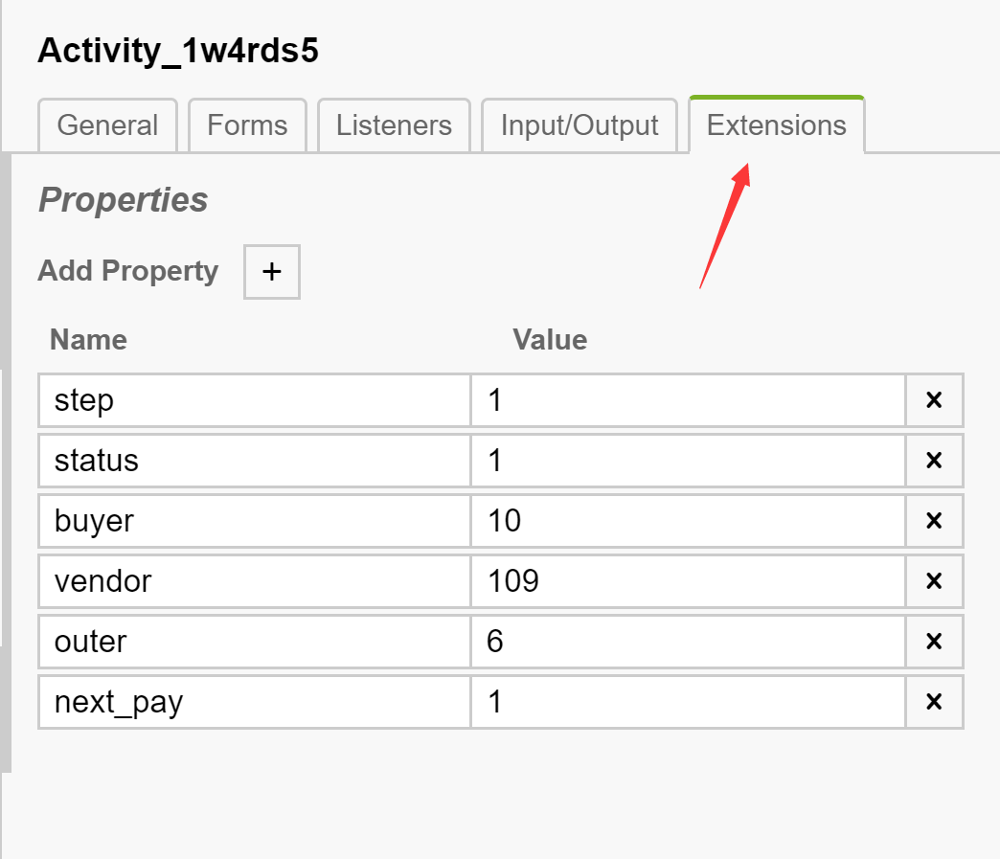 Activity_1w4rds5
General Forms Listeners Input/Output Extensions
Properties
Add Property +
Name Value
step 1 ×
status 1 ×
buyer 10 ×
vendor 109 ×
outer 6 ×
next_pay 1 ×